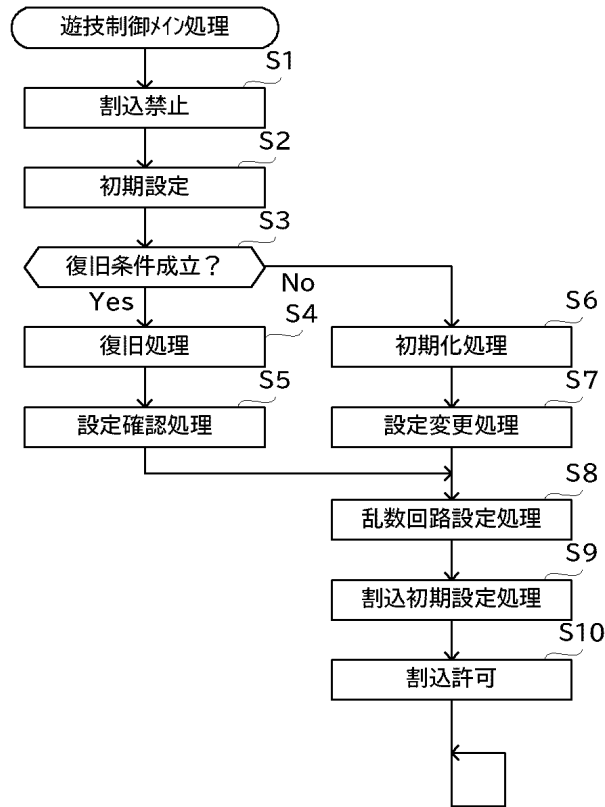 遊技制御ﾒｲﾝ処理
S1
割込禁止
S2
初期設定
S3
復旧条件成立？
No
Yes
S4
復旧処理
S5
設定確認処理
S6
初期化処理
S7
設定変更処理
S8
乱数回路設定処理
S9
割込初期設定処理
S10
割込許可